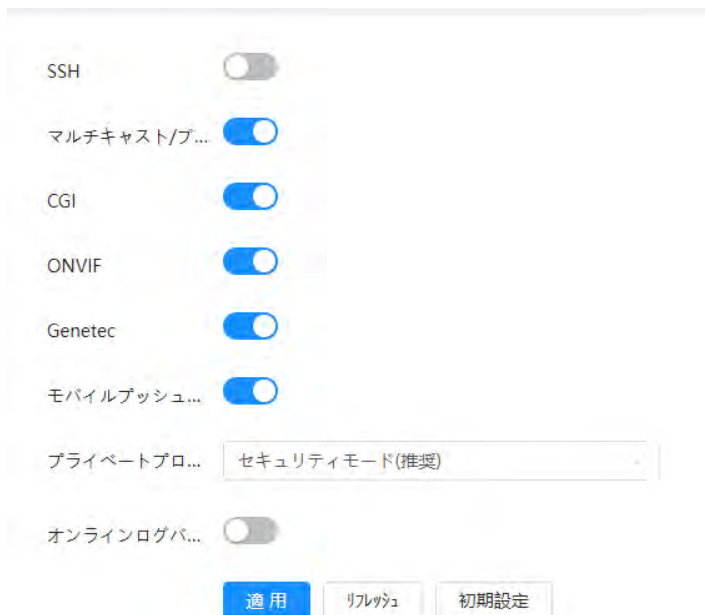 SSH
マルチキャスト/ブ...
CGI
ONVIF
Genetec
モバイルプッシュ...
プライベートプロ... セキュリティモード(推奨)
オンラインログバ...
適用 リフレッシュ 初期設定